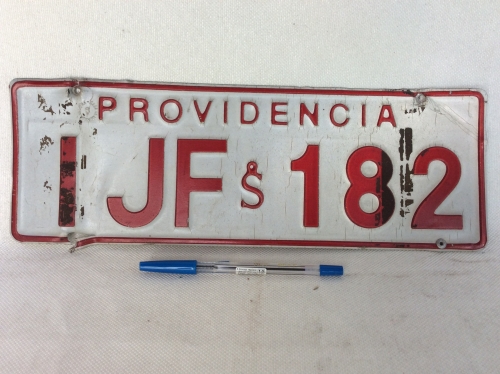 PROVIDENCIA
I JF S 182